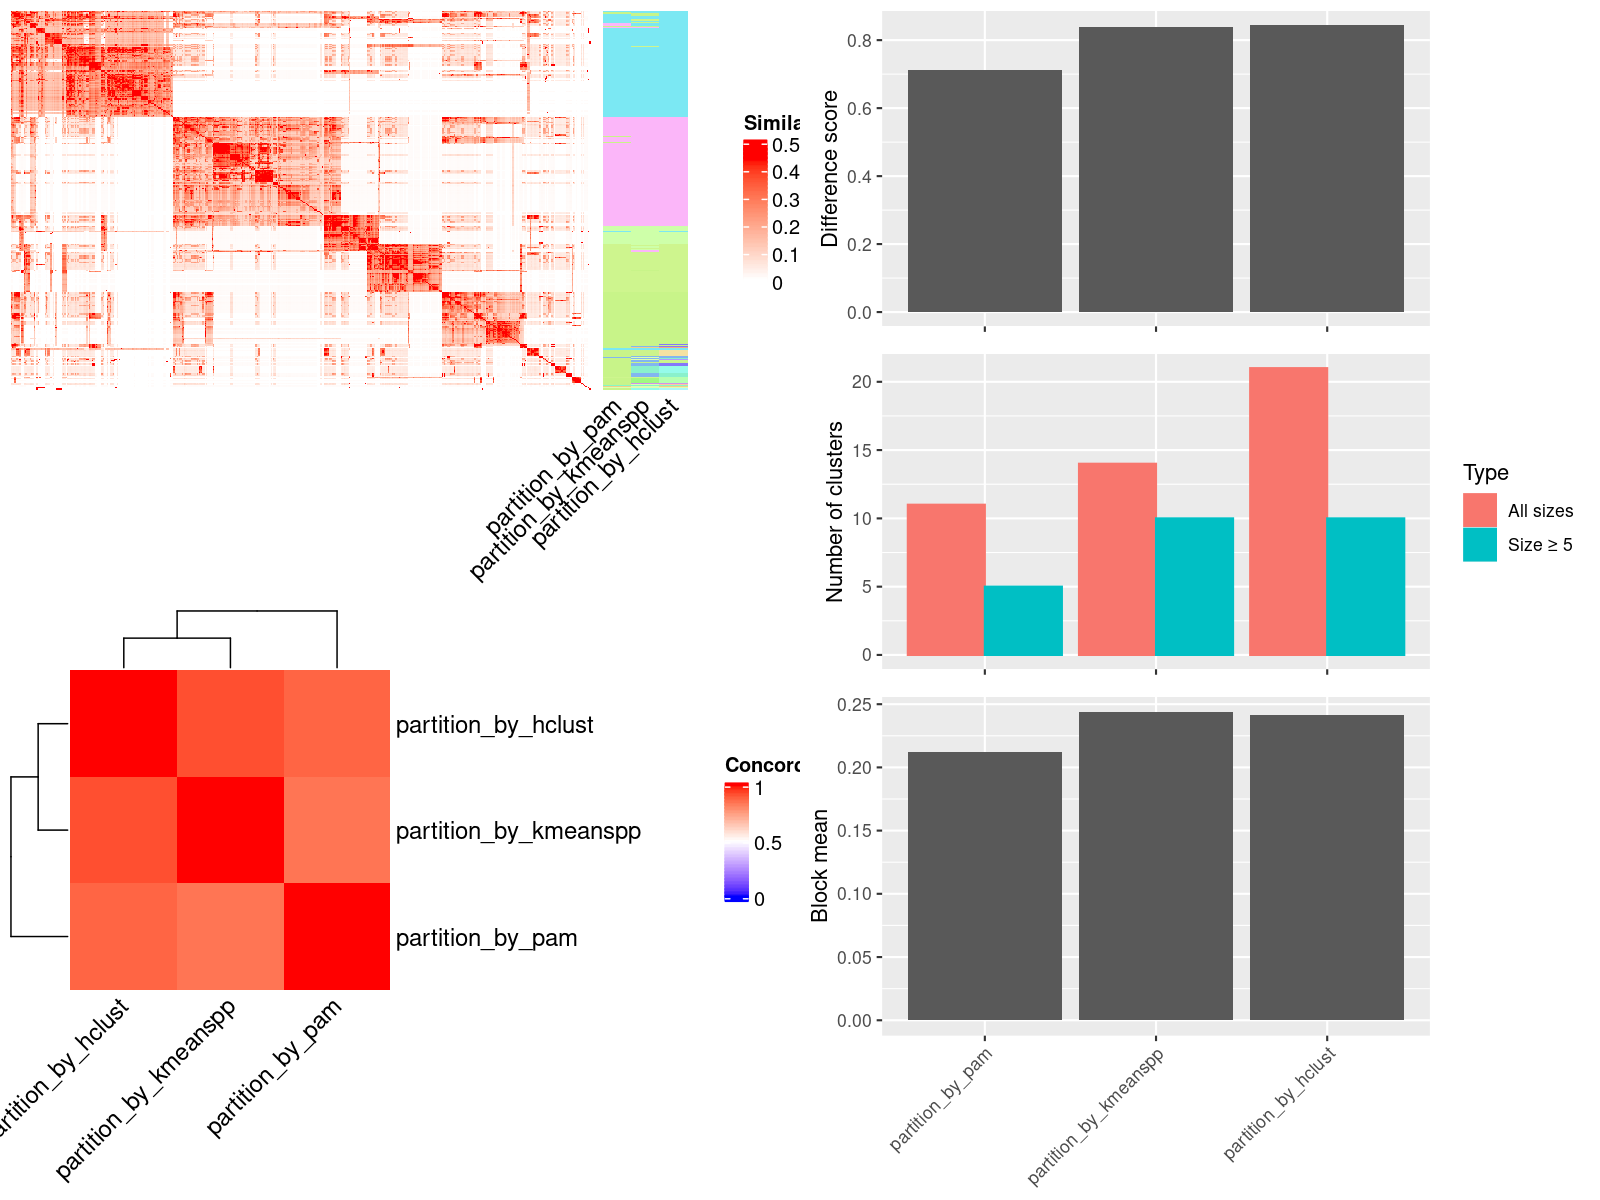 Simila
0.5
0.4
0.3
0.2
0.1
0
partition_by_pam
partition_by_kmeanspp
partition_by_hclust
Difference score
0.8
0.6
0.4
0.2
0.0
Number of clusters
20
15
10
5
0
Type
All sizes
Size ≥ 5
partition_by_hclust
partition_by_kmeanspp
partition_by_pam
Concord
1
0.5
0
artition_by_hclust
partition_by_kmeanspp
partition_by_pam
Block mean
0.25
0.20
0.15
0.10
0.05
0.00
partition_by_pam
partition_by_kmeanspp
partition_by_hclust